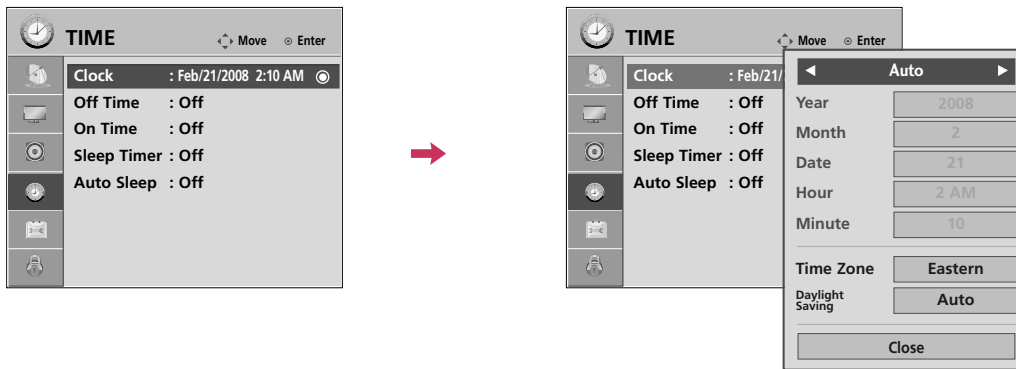 TIME
Move
Enter
Clock : Feb/21/2008 2:10 AM
Off Time : Off
On Time : Off
Sleep Timer : Off
Auto Sleep : Off
TIME
Move
Enter
Clock : Feb/21/
Off Time : Off
On Time : Off
Sleep Timer : Off
Auto Sleep : Off
Auto
Year 2008
Month 2
Date 21
Hour 2 AM
Minute 10
Time Zone Eastern
Daylight
Saving Auto
Close